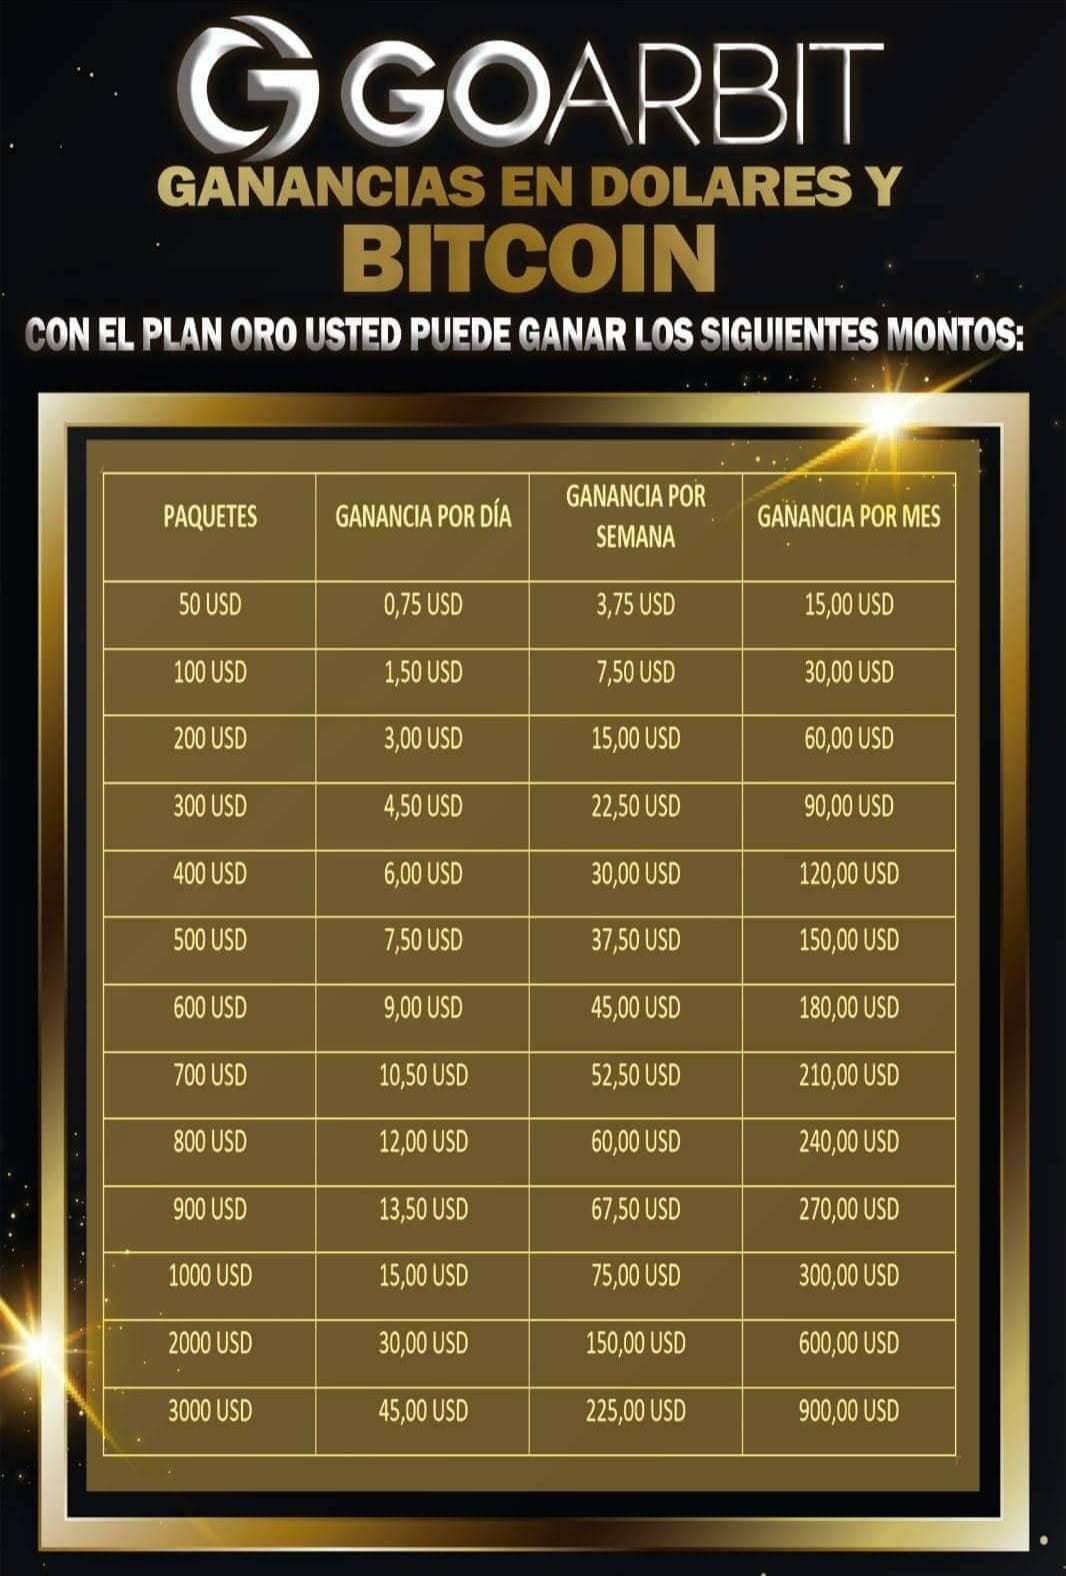 GOARBIT
GANANCIAS EN DOLARES Y
BITCOIN
CON EL PLAN ORO USTED PUEDE GANAR LOS SIGUIENTES MONTOS:
PAQUETES GANANCIA POR DÍA GANANCIA POR SEMANA GANANCIA POR MES
50 USD 0,75 USD 3,75 USD 15,00 USD
100 USD 1,50 USD 7,50 USD 30,00 USD
200 USD 3,00 USD 15,00 USD 60,00 USD
300 USD 4,50 USD 22,50 USD 90,00 USD
400 USD 6,00 USD 30,00 USD 120,00 USD
500 USD 7,50 USD 37,50 USD 150,00 USD
600 USD 9,00 USD 45,00 USD 180,00 USD
700 USD 10,50 USD 52,50 USD 210,00 USD
800 USD 12,00 USD 60,00 USD 240,00 USD
900 USD 13,50 USD 67,50 USD 270,00 USD
1000 USD 15,00 USD 75,00 USD 300,00 USD
2000 USD 30,00 USD 150,00 USD 600,00 USD
3000 USD 45,00 USD 225,00 USD 900,00 USD